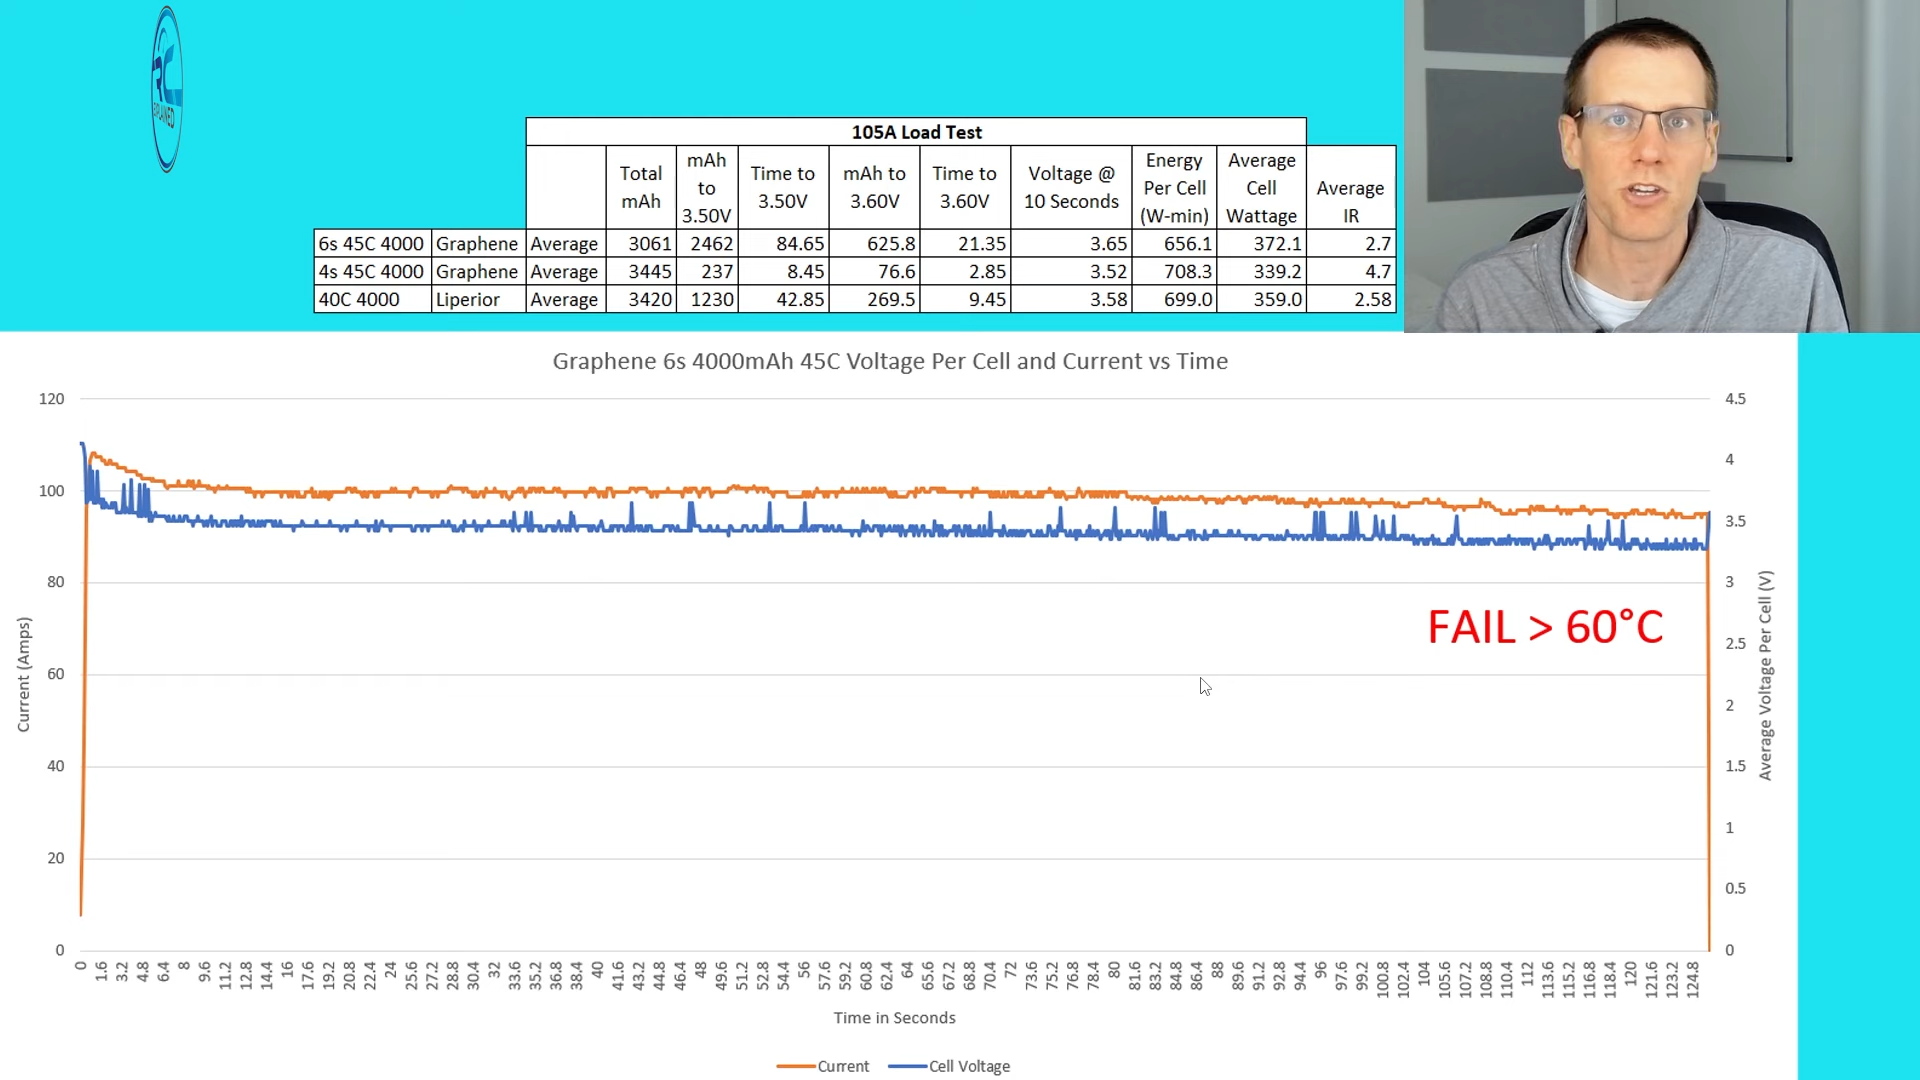 RC
EXPLAINED
105A Load Test
Total mAh mAh to 3.50V Time to 3.50V mAh to 3.60V Time to 3.60V Voltage @ 10 Seconds Energy Per Cell (W-min) Average Cell Wattage Average IR
6s 45C 4000 Graphene Average 3061 2462 84.65 625.8 21.35 3.65 656.1 372.1 2.7
4s 45C 4000 Graphene Average 3445 237 8.45 76.6 2.85 3.52 708.3 339.2 4.7
40C 4000 Liperior Average 3420 1230 42.85 269.5 9.45 3.58 699.0 359.0 2.58
Graphene 6s 4000mAh 45C Voltage Per Cell and Current vs Time
120
100
80
60
40
20
0
Current (Amps)
4.5
4
3.5
3
2.5
2
1.5
1
0.5
0
Average Voltage Per Cell (V)
FAIL > 60°C
0 1.6 3.2 4.8 6.4 8 9.6 11.2 12.8 14.4 16 17.6 19.2 20.8 22.4 24 25.6 27.2 28.8 30.4 32 33.6 35.2 36.8 38.4 40 41.6 43.2 44.8 46.4 48 49.6 51.2 52.8 54.4 56 57.6 59.2 60.8 62.4 64 65.6 67.2 68.8 70.4 72 73.6 75.2 76.8 78.4 80 81.6 83.2 84.8 86.4 88 89.6 91.2 92.8 94.4 96 97.6 99.2 100.8 102.4 104 105.6 107.2 108.8 110.4 112 113.6 115.2 116.8 118.4 120 121.6 123.2 124.8
Time in Seconds
Current Cell Voltage